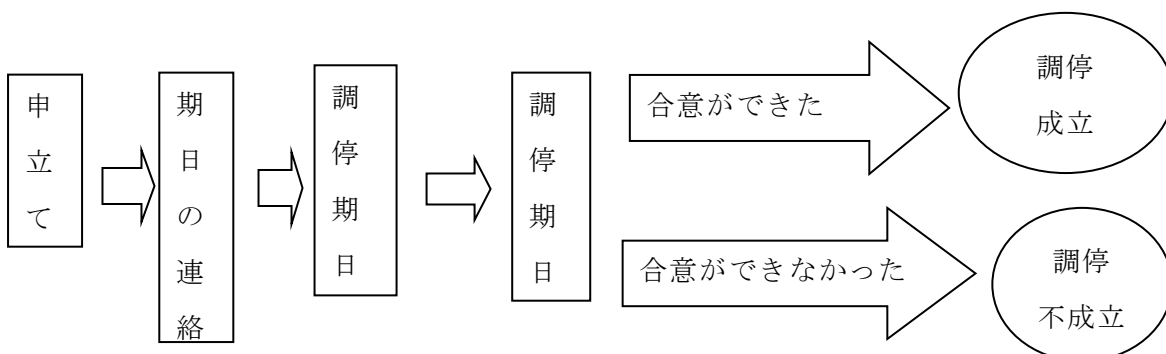 申立て
期日の連絡
調停期日
調停期日
合意ができた
調停
成立
合意ができなかった
調停
不成立